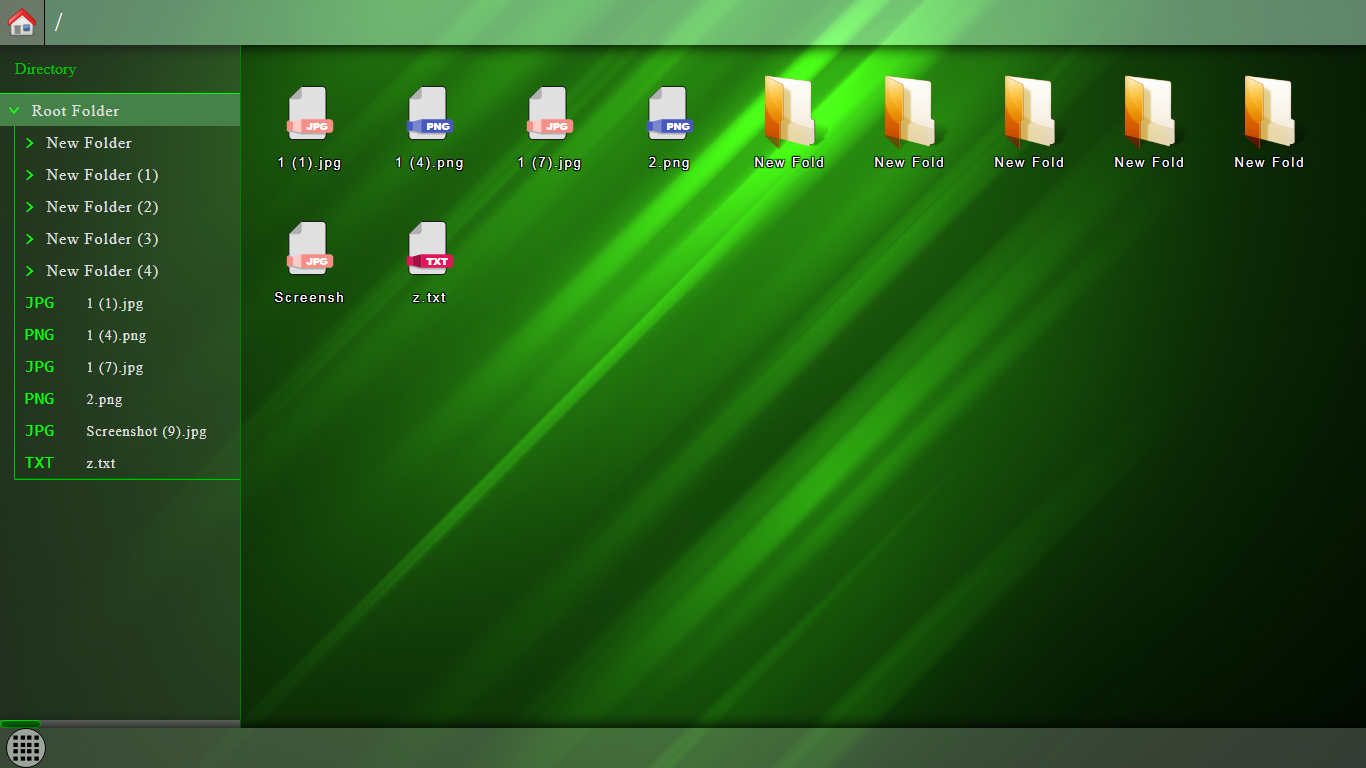 /
Directory
Root Folder
New Folder
New Folder (1)
New Folder (2)
New Folder (3)
New Folder (4)
JPG 1 (1).jpg
PNG 1 (4).png
JPG 1 (7).jpg
PNG 2.png
JPG Screenshot (9).jpg
TXT z.txt
JPG PNG JPG PNG
1 (1).jpg 1 (4).png 1 (7).jpg 2.png New Fold New Fold New Fold New Fold New Fold
JPG TXT
Screensh z.txt